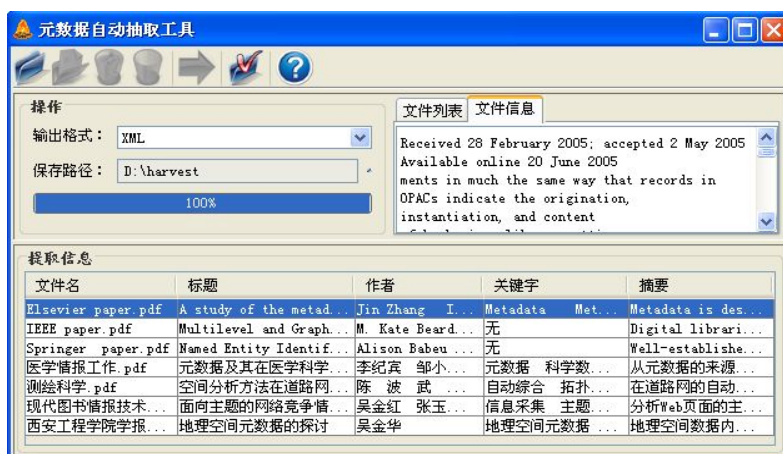 元数据自动抽取工具
操作
输出格式： XML
保存路径： D:\harvest
100%
文件列表 文件信息
Received 28 February 2005; accepted 2 May 2005
Available online 20 June 2005
ments in much the same way that records in
OPACs indicate the origination,
instantiation, and content
提取信息
文件名 标题 作者 关键字 摘要
Elsevier paper.pdf A study of the metad... Jin Zhang I... Metadata Met... Metadata is des...
IEEE paper.pdf Multilevel and Graph... M. Kate Beard... 无 Digital librari...
Springer paper.pdf Named Entity Identif... Alison Babeu ... 无 Well-establishe...
医学情报工作.pdf 元数据及其在医学科学... 李纪宾 邹小... 元数据 科学数... 从元数据的来源...
测绘科学.pdf 空间分析方法在道路网... 陈 波 武 ... 自动综合 拓扑... 在道路网的自动...
现代图书情报技术... 面向主题的网络竞争情... 吴金红 张玉... 信息采集 主题... 分析Web页面的主...
西安工程学院学报... 地理空间元数据的探讨 吴金华 地理空间元数据 ... 地理空间数据内...